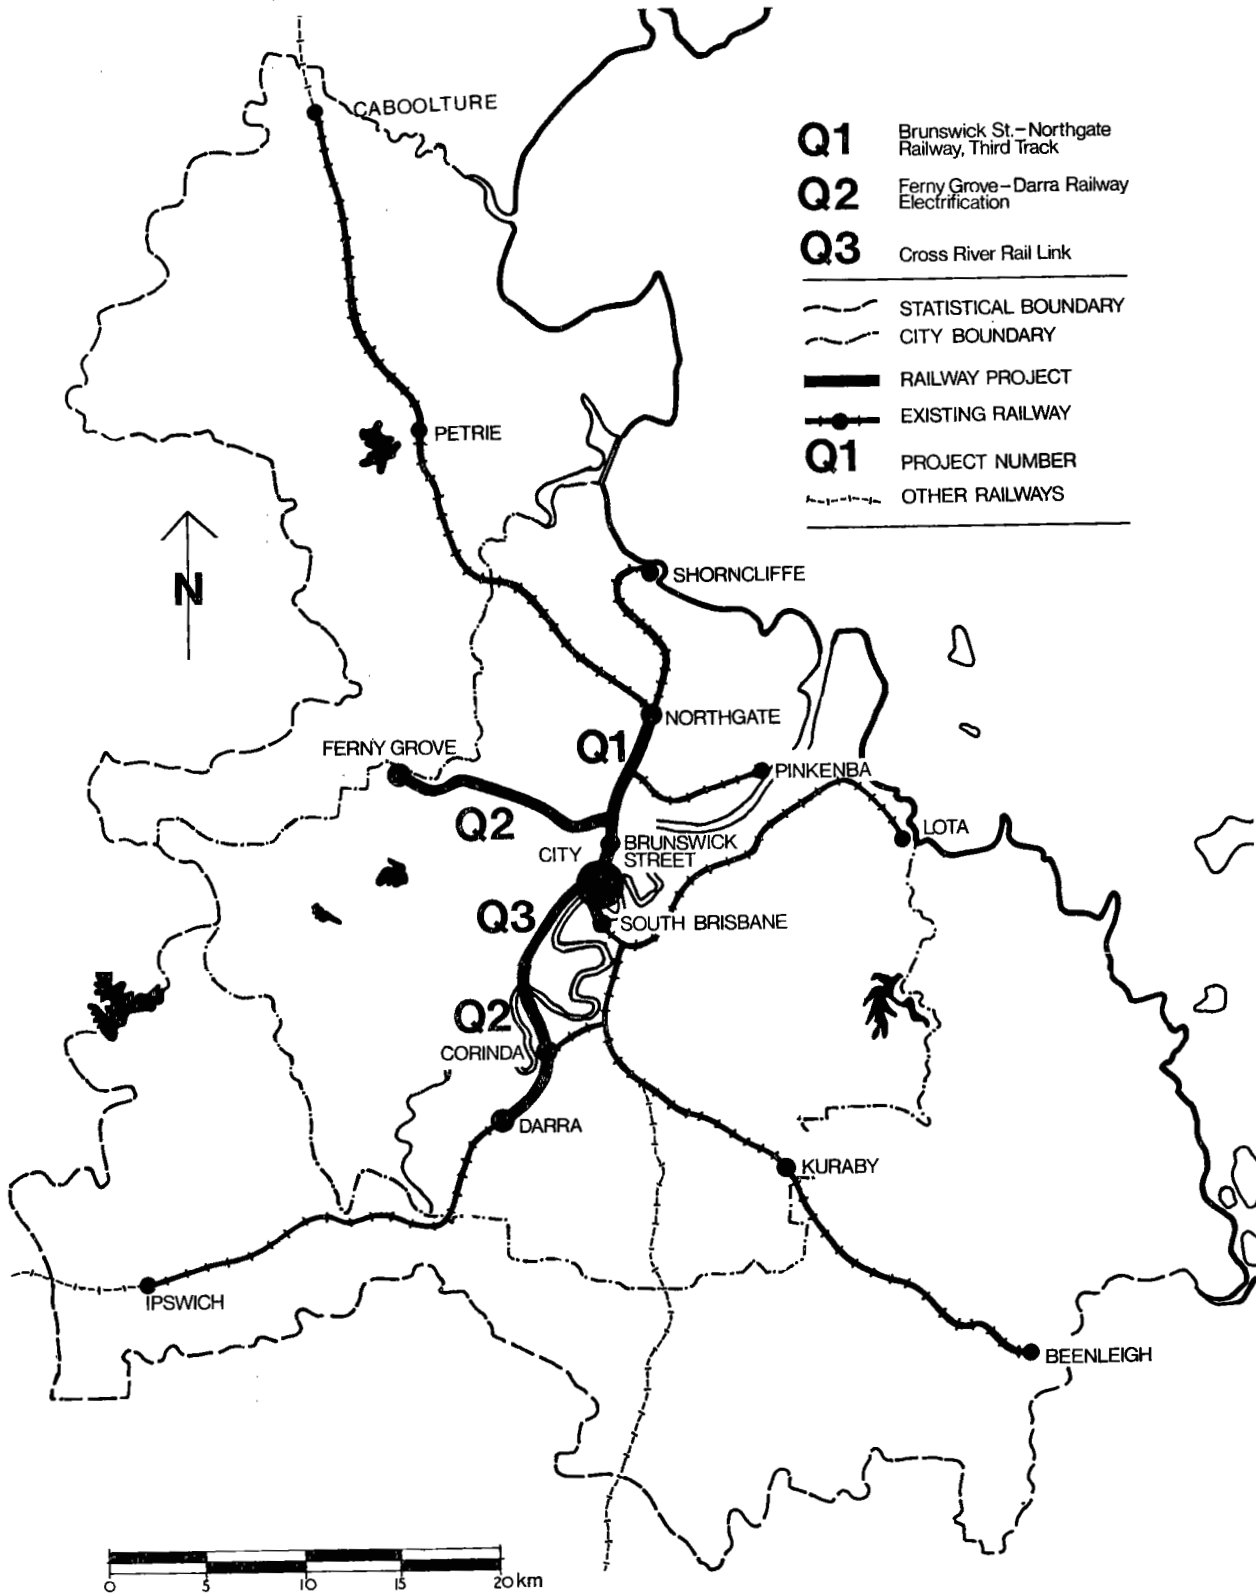 CABOOLTURE
Q1 Brunswick St.–Northgate
Railway, Third Track
Q2 Ferny Grove–Darra Railway
Electrification
Q3 Cross River Rail Link
STATISTICAL BOUNDARY
CITY BOUNDARY
RAILWAY PROJECT
EXISTING RAILWAY
Q1 PROJECT NUMBER
OTHER RAILWAYS
PETRIE
N
SHORNCLIFFE
NORTHGATE
Q1
FERNY GROVE
PINKENBA
Q2
LOTA
BRUNSWICK
STREET
CITY
Q3
SOUTH BRISBANE
Q2
CORINDA
DARRA
KURABY
IPSWICH
BEENLEIGH
0 5 10 15 20 km